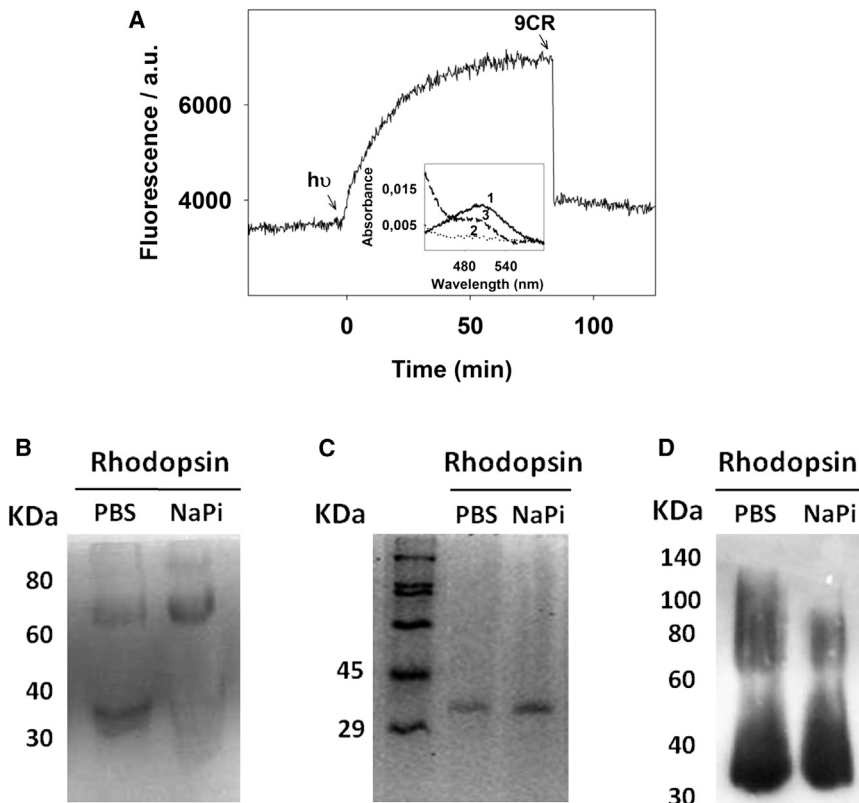 A
9CR
6000
4000
hυ
Fluorescence / a.u.
Absorbance
0,015
0,005
1
3
2
480 540
Wavelength (nm)
0 50 100
Time (min)
B
Rhodopsin
KDa
PBS NaPi
80
60
40
30
C
Rhodopsin
KDa
PBS NaPi
45
29
D
Rhodopsin
KDa
PBS NaPi
140
100
80
60
40
30